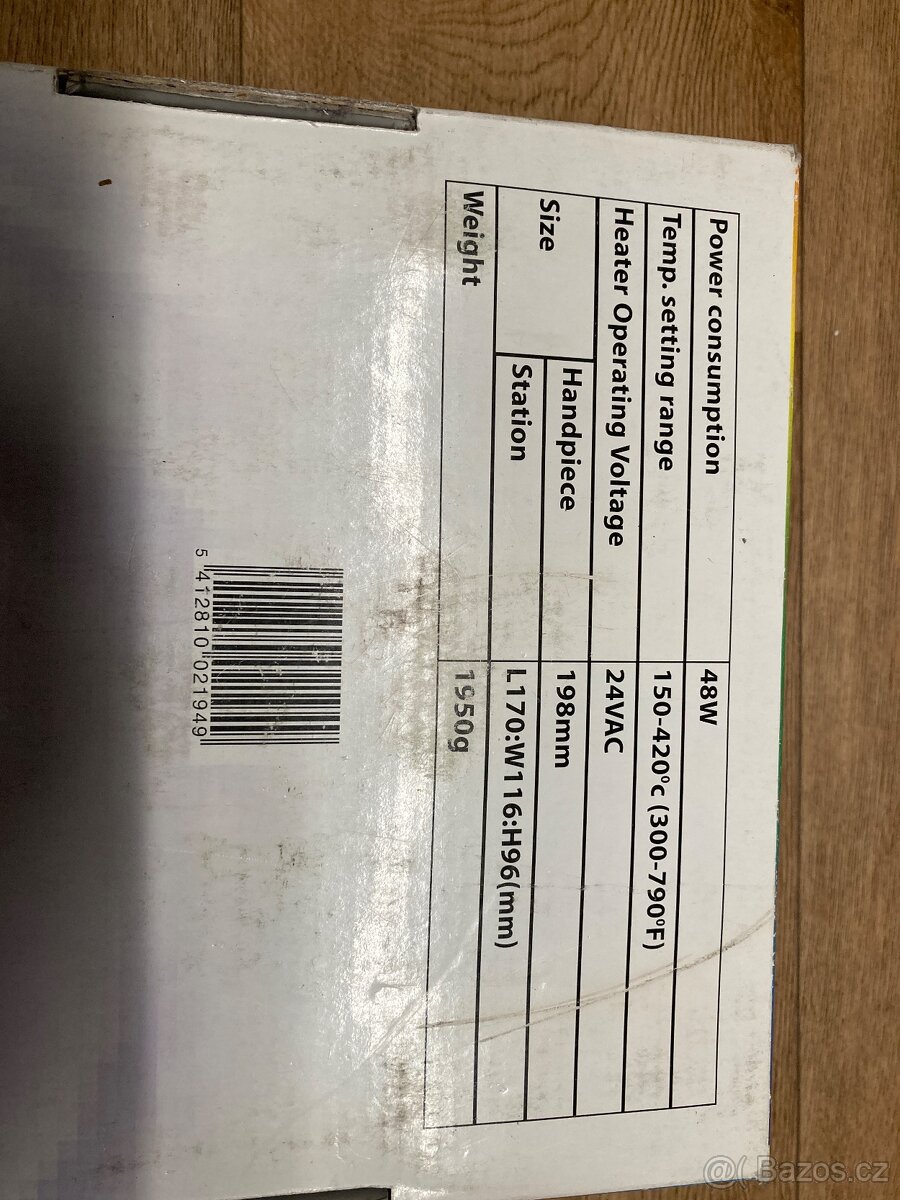 Power consumption 48W
Temp. setting range 150-420°c (300-790°F)
Heater Operating Voltage 24VAC
Size Handpiece 198mm
Station L170:W116:H96(mm)
Weight 1950g
5 412810 021949
@( Bazos.cz